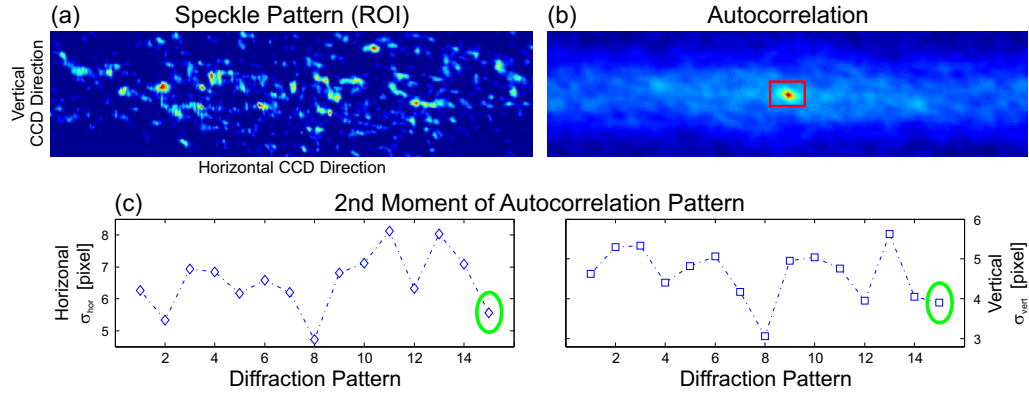 (a) Speckle Pattern (ROI)
Vertical
CCD Direction
Horizontal CCD Direction
(b) Autocorrelation
(c) 2nd Moment of Autocorrelation Pattern
Horizonal
σhor [pixel]
8
7
6
5
2 4 6 8 10 12 14
Diffraction Pattern
6
5
4
3
Vertical
σvert [pixel]
2 4 6 8 10 12 14
Diffraction Pattern